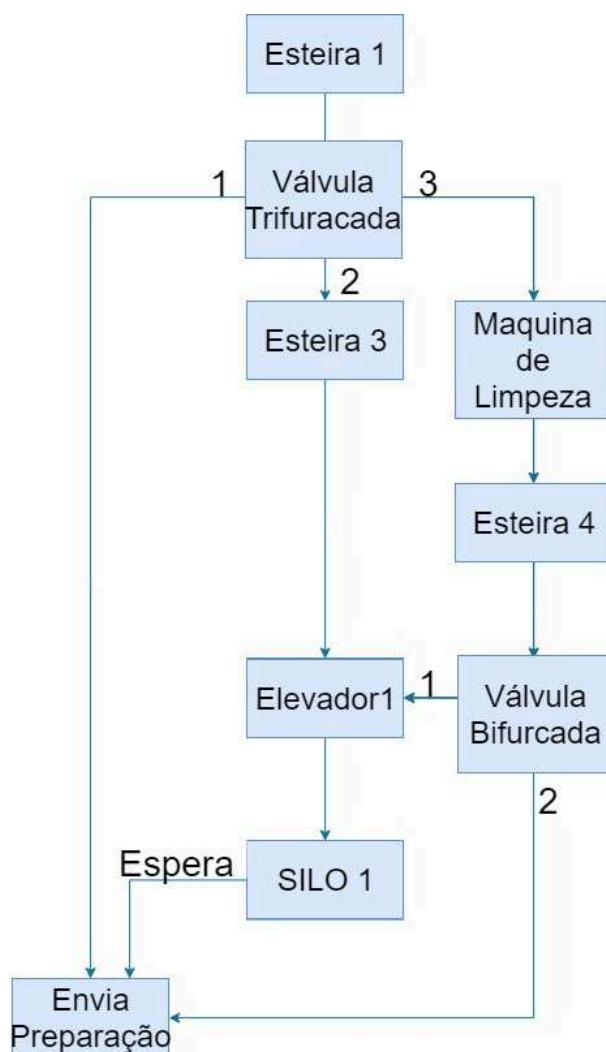 Esteira 1
1
Válvula
Trifuracada
3
2
Esteira 3
Maquina
de
Limpeza
Esteira 4
Elevador1
1
Válvula
Bifurcada
2
Espera
SILO 1
Envia
Preparação